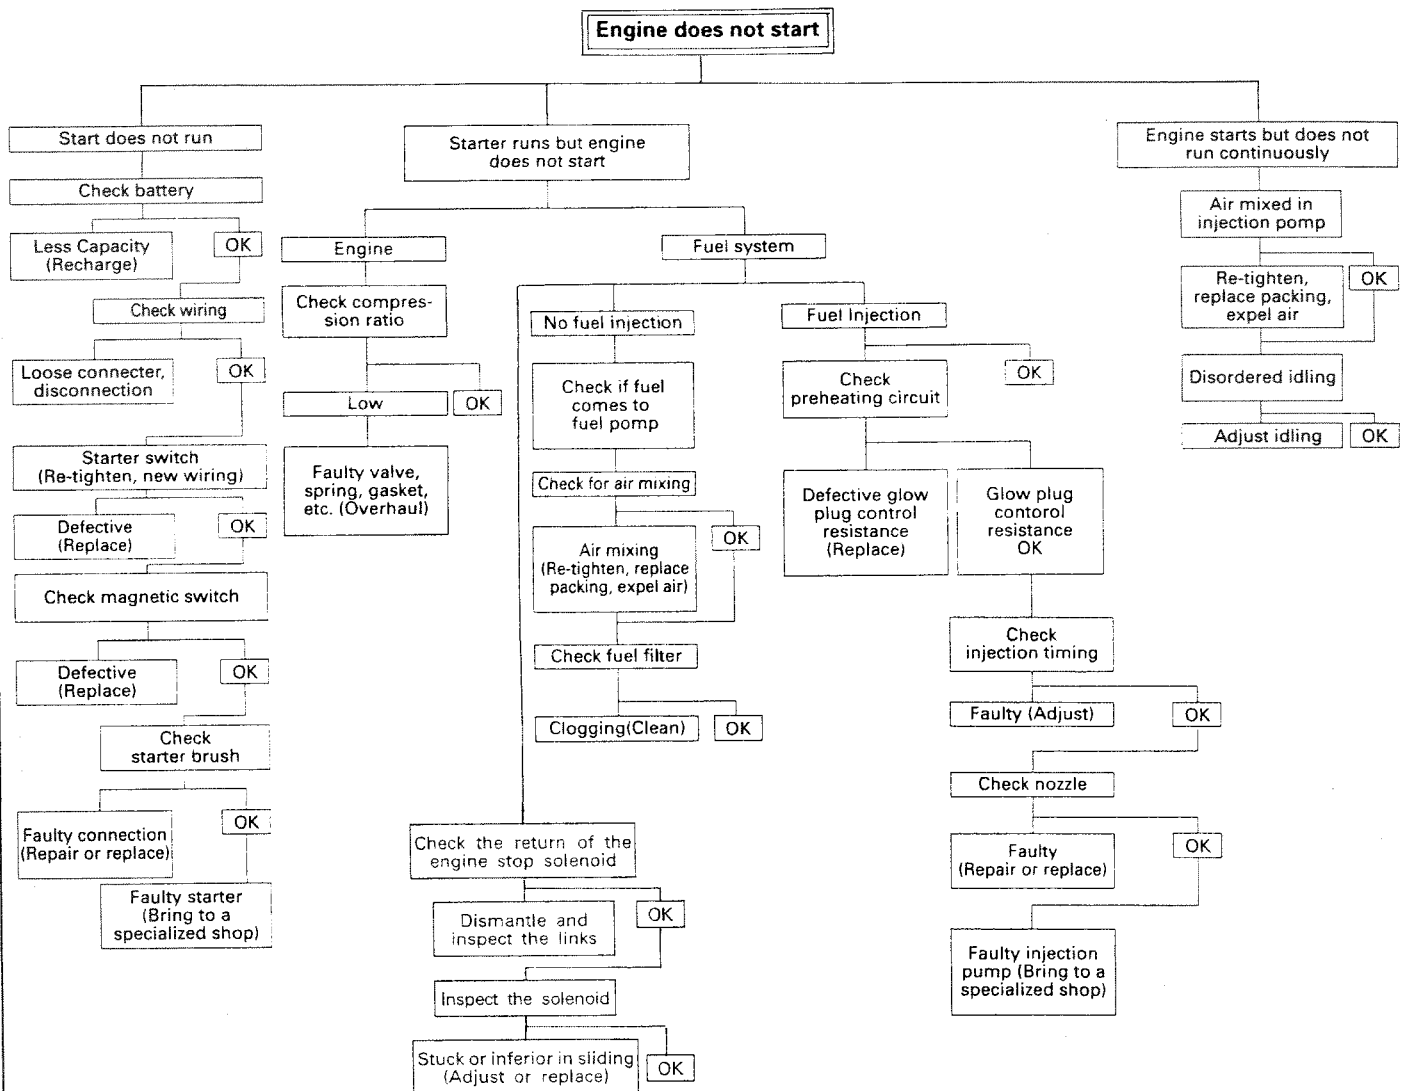 Engine does not start
Start does not run
Check battery
Less Capacity
(Recharge)
OK
Check wiring
Loose connecter,
disconnection
OK
Starter switch
(Re-tighten, new wiring)
Defective
(Replace)
OK
Check magnetic switch
Defective
(Replace)
OK
Check
starter brush
Faulty connection
(Repair or replace)
OK
Faulty starter
(Bring to a
specialized shop)
Starter runs but engine
does not start
Engine
Check compres-
sion ratio
Low
OK
Faulty valve,
spring, gasket,
etc. (Overhaul)
Fuel system
No fuel injection
Check if fuel
comes to
fuel pomp
Check for air mixing
Air mixing
(Re-tighten, replace
packing, expel air)
OK
Check fuel filter
Clogging(Clean)
OK
Check the return of the
engine stop solenoid
Dismantle and
inspect the links
OK
Inspect the solenoid
Stuck or inferior in sliding
(Adjust or replace)
OK
Fuel Injection
Check
preheating circuit
OK
Defective glow
plug control
resistance
(Replace)
Glow plug
contorol
resistance
OK
Check
injection timing
Faulty (Adjust)
OK
Check nozzle
Faulty
(Repair or replace)
OK
Faulty injection
pump (Bring to a
specialized shop)
Engine starts but does not
run continuously
Air mixed in
injection pomp
Re-tighten,
replace packing,
expel air
OK
Disordered idling
Adjust idling
OK